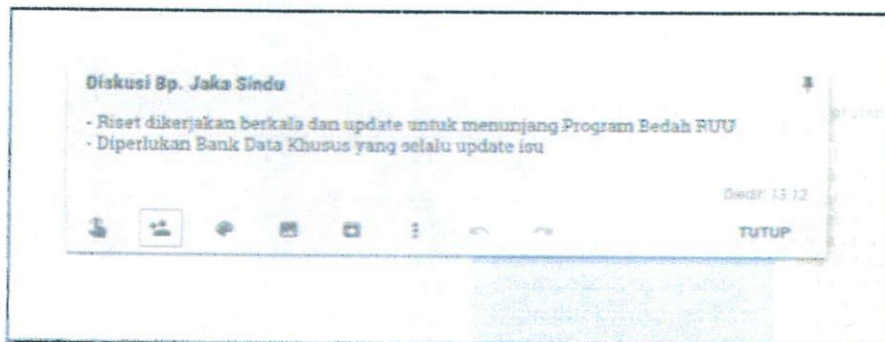 Diskusi Bp. Jaka Sindu
- Riset dikerjakan berkala dan update untuk menunjang Program Bedah RUU
- Diperlukan Bank Data Khusus yang selalu update isu
Diedit 13.12
TUTUP